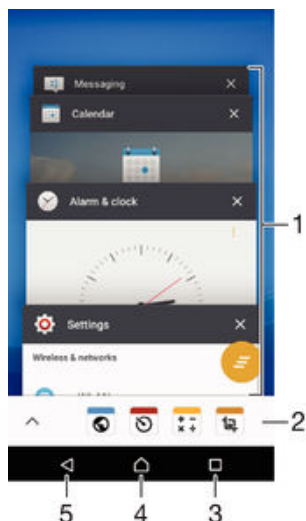 Messaging
Calendar
Alarm & clock
Settings
Wireless & networks
1
2
5 4 3